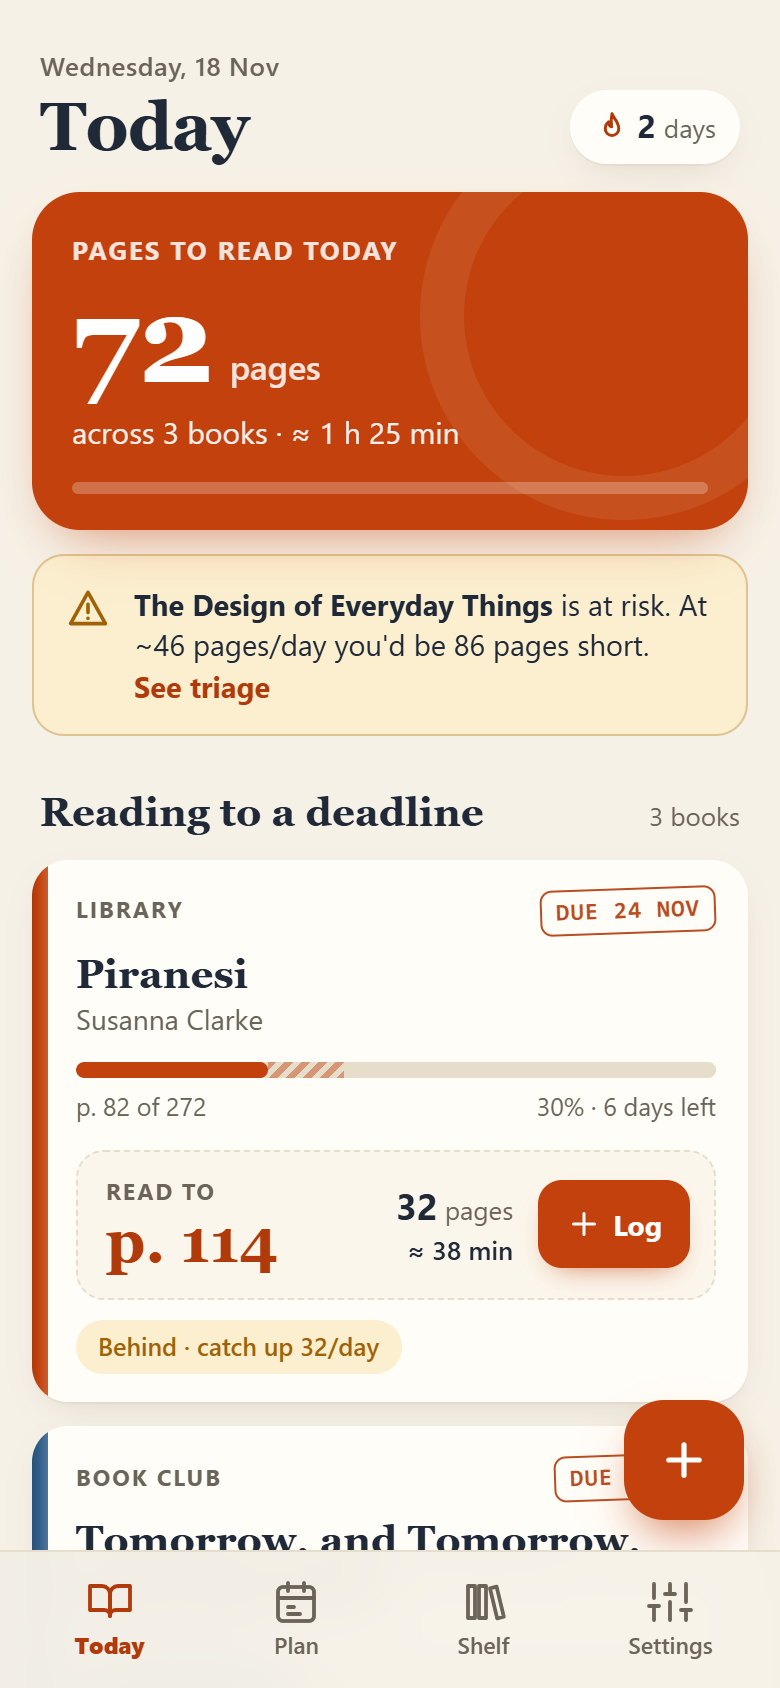 Wednesday, 18 Nov
Today
2 days
PAGES TO READ TODAY
72 pages
across 3 books · ≈ 1 h 25 min
The Design of Everyday Things is at risk. At
~46 pages/day you'd be 86 pages short.
See triage
Reading to a deadline
3 books
LIBRARY
DUE 24 NOV
Piranesi
Susanna Clarke
p. 82 of 272
30% · 6 days left
READ TO
p. 114
32 pages
≈ 38 min
+ Log
Behind · catch up 32/day
BOOK CLUB
DUE
Tomorrow, and Tomorrow,
Today
Plan
Shelf
Settings